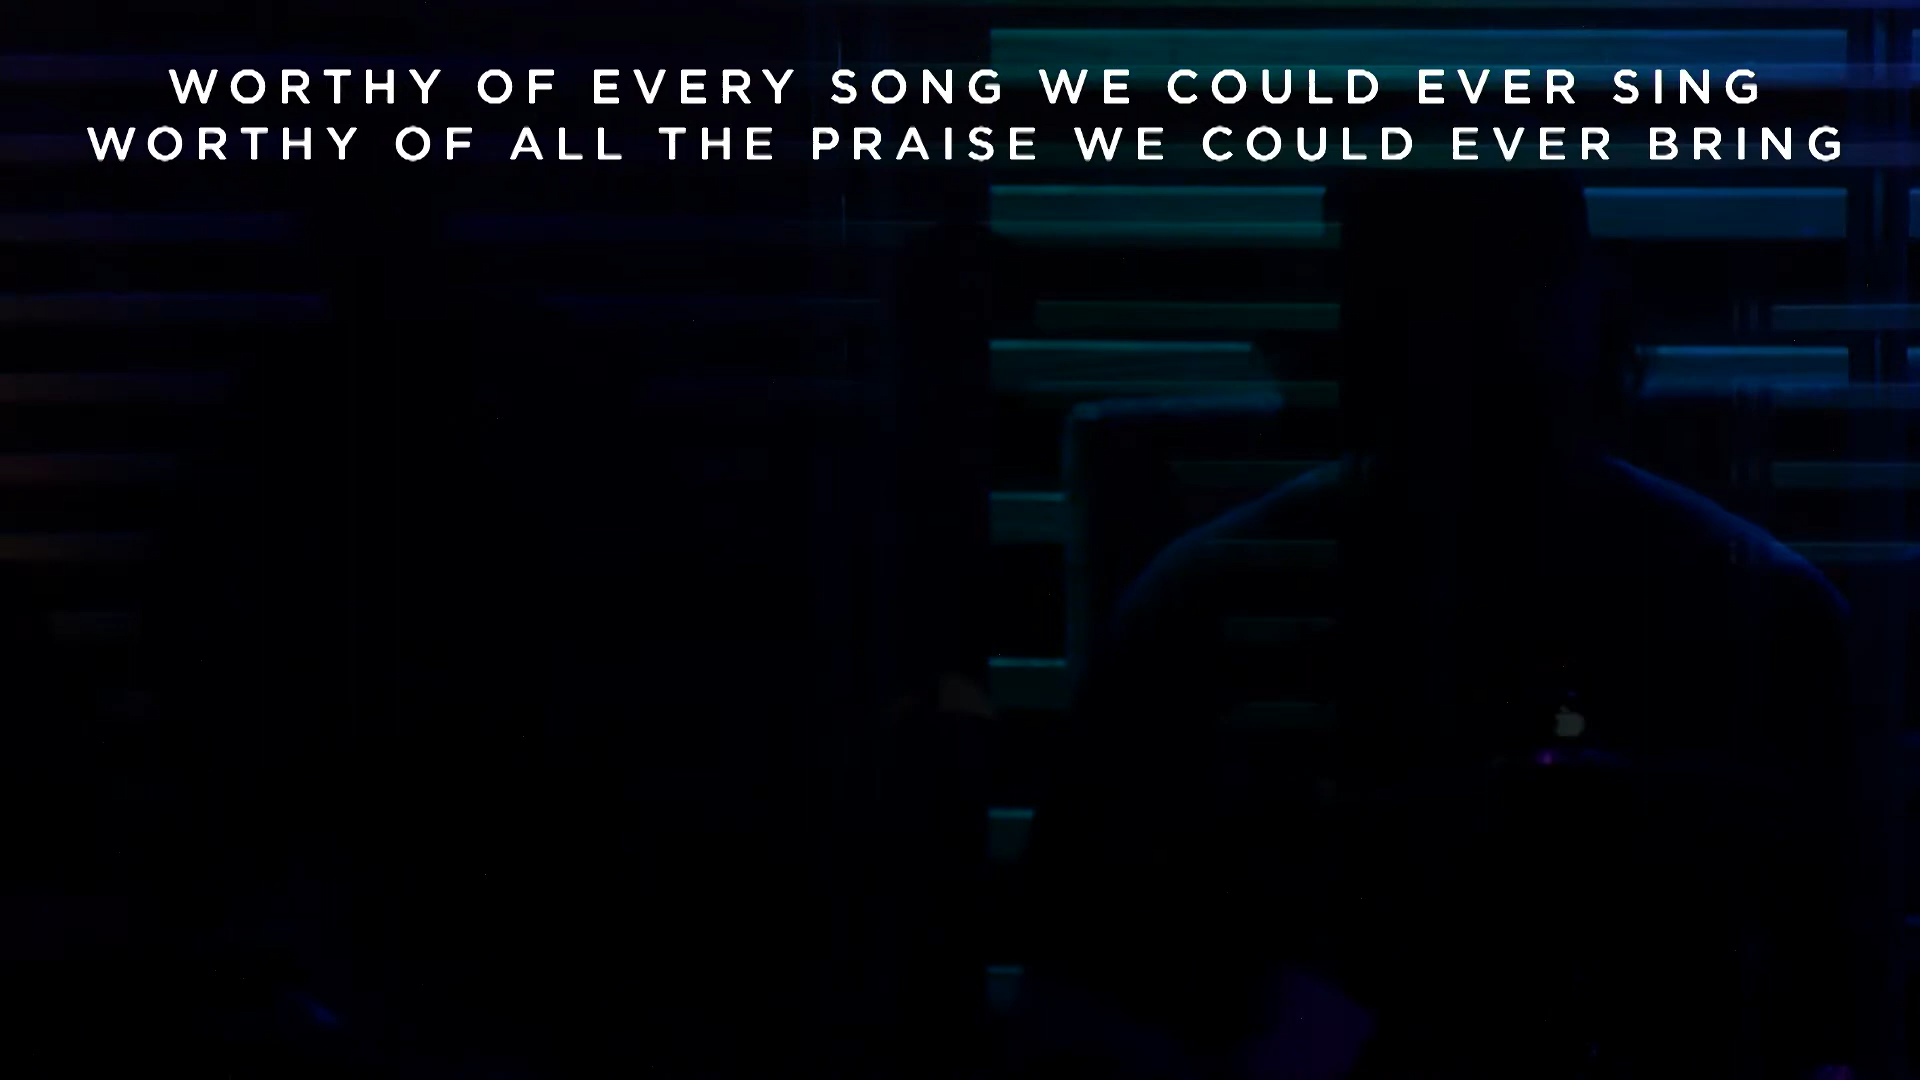 WORTHY OF EVERY SONG WE COULD EVER SING
WORTHY OF ALL THE PRAISE WE COULD EVER BRING